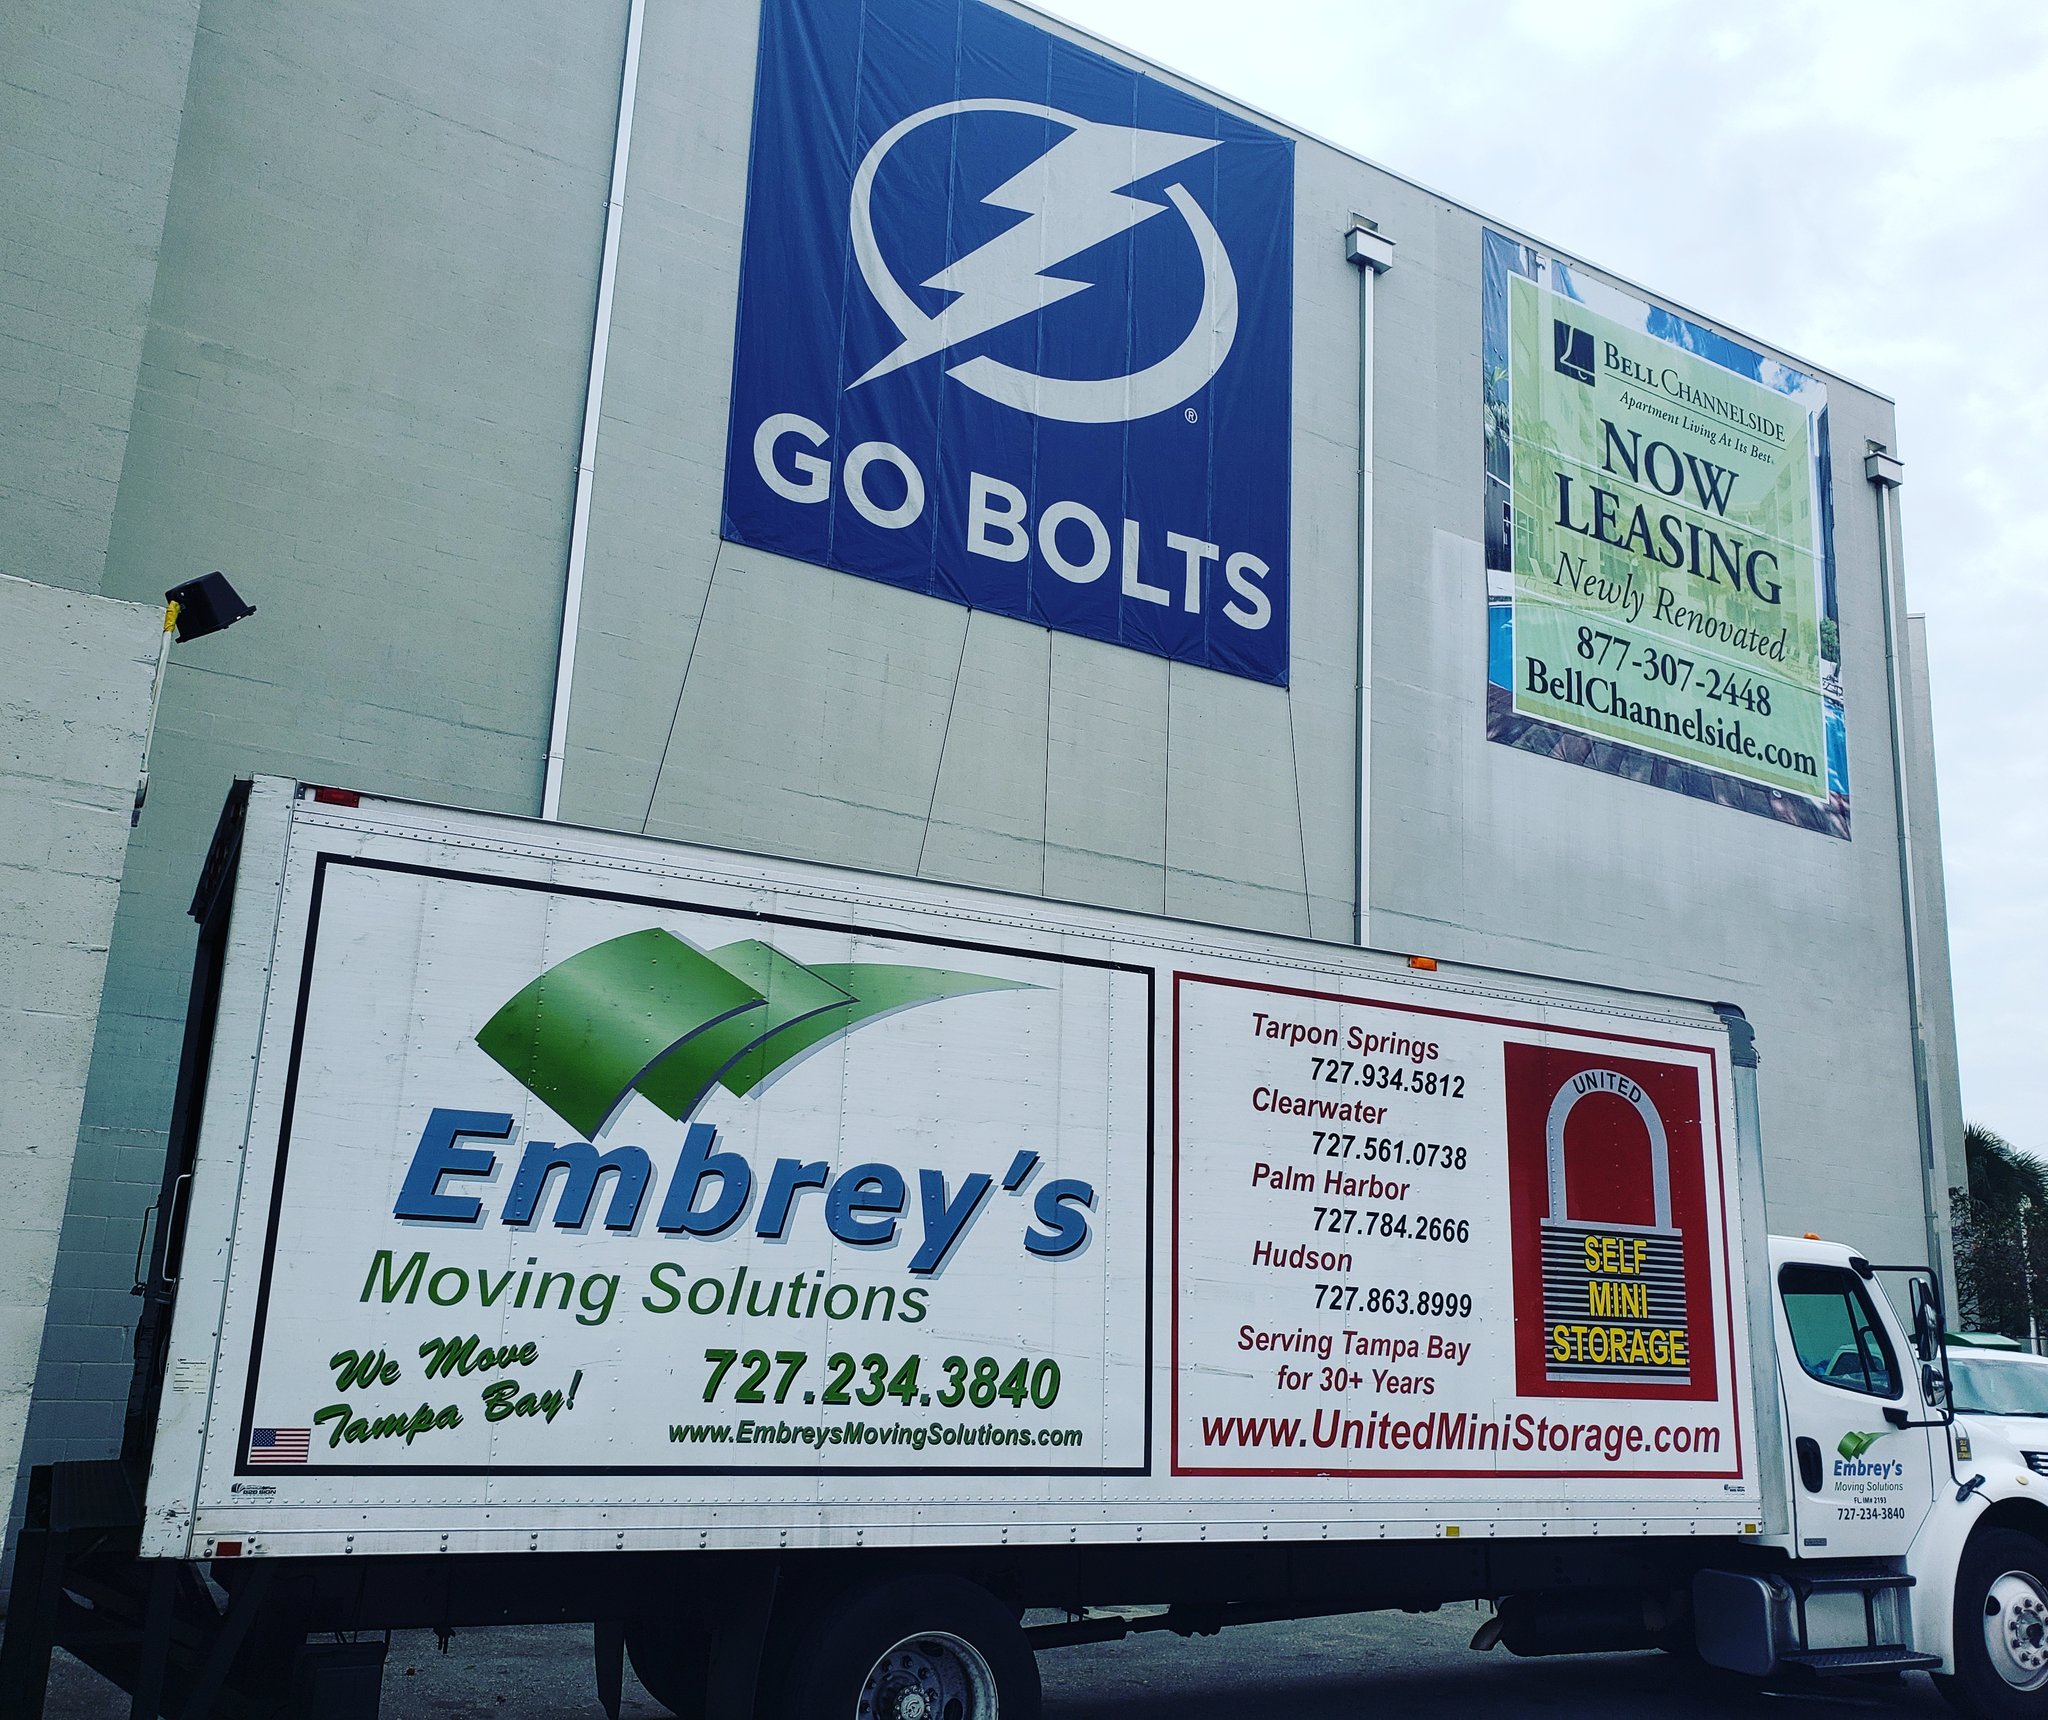 GO BOLTS
®
BELL CHANNELSIDE
Apartment Living At Its Best
NOW
LEASING
Newly Renovated
877-307-2448
BellChannelside.com
Embrey's
Moving Solutions
We Move
Tampa Bay!
727.234.3840
www.EmbreysMovingSolutions.com
Tarpon Springs
727.934.5812
Clearwater
727.561.0738
Palm Harbor
727.784.2666
Hudson
727.863.8999
Serving Tampa Bay
for 30+ Years
www.UnitedMiniStorage.com
UNITED
SELF
MINI
STORAGE
Embrey's
Moving Solutions
FL. IM# 2193
727-234-3840